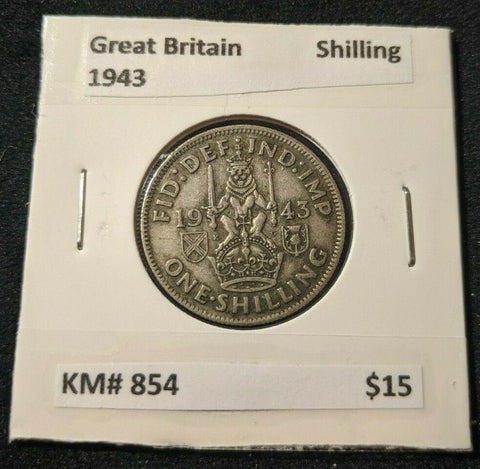 Great Britain Shilling
1943
FID: DEF: IND: IMP
19 43
ONE·SHILLING
KM# 854 $15